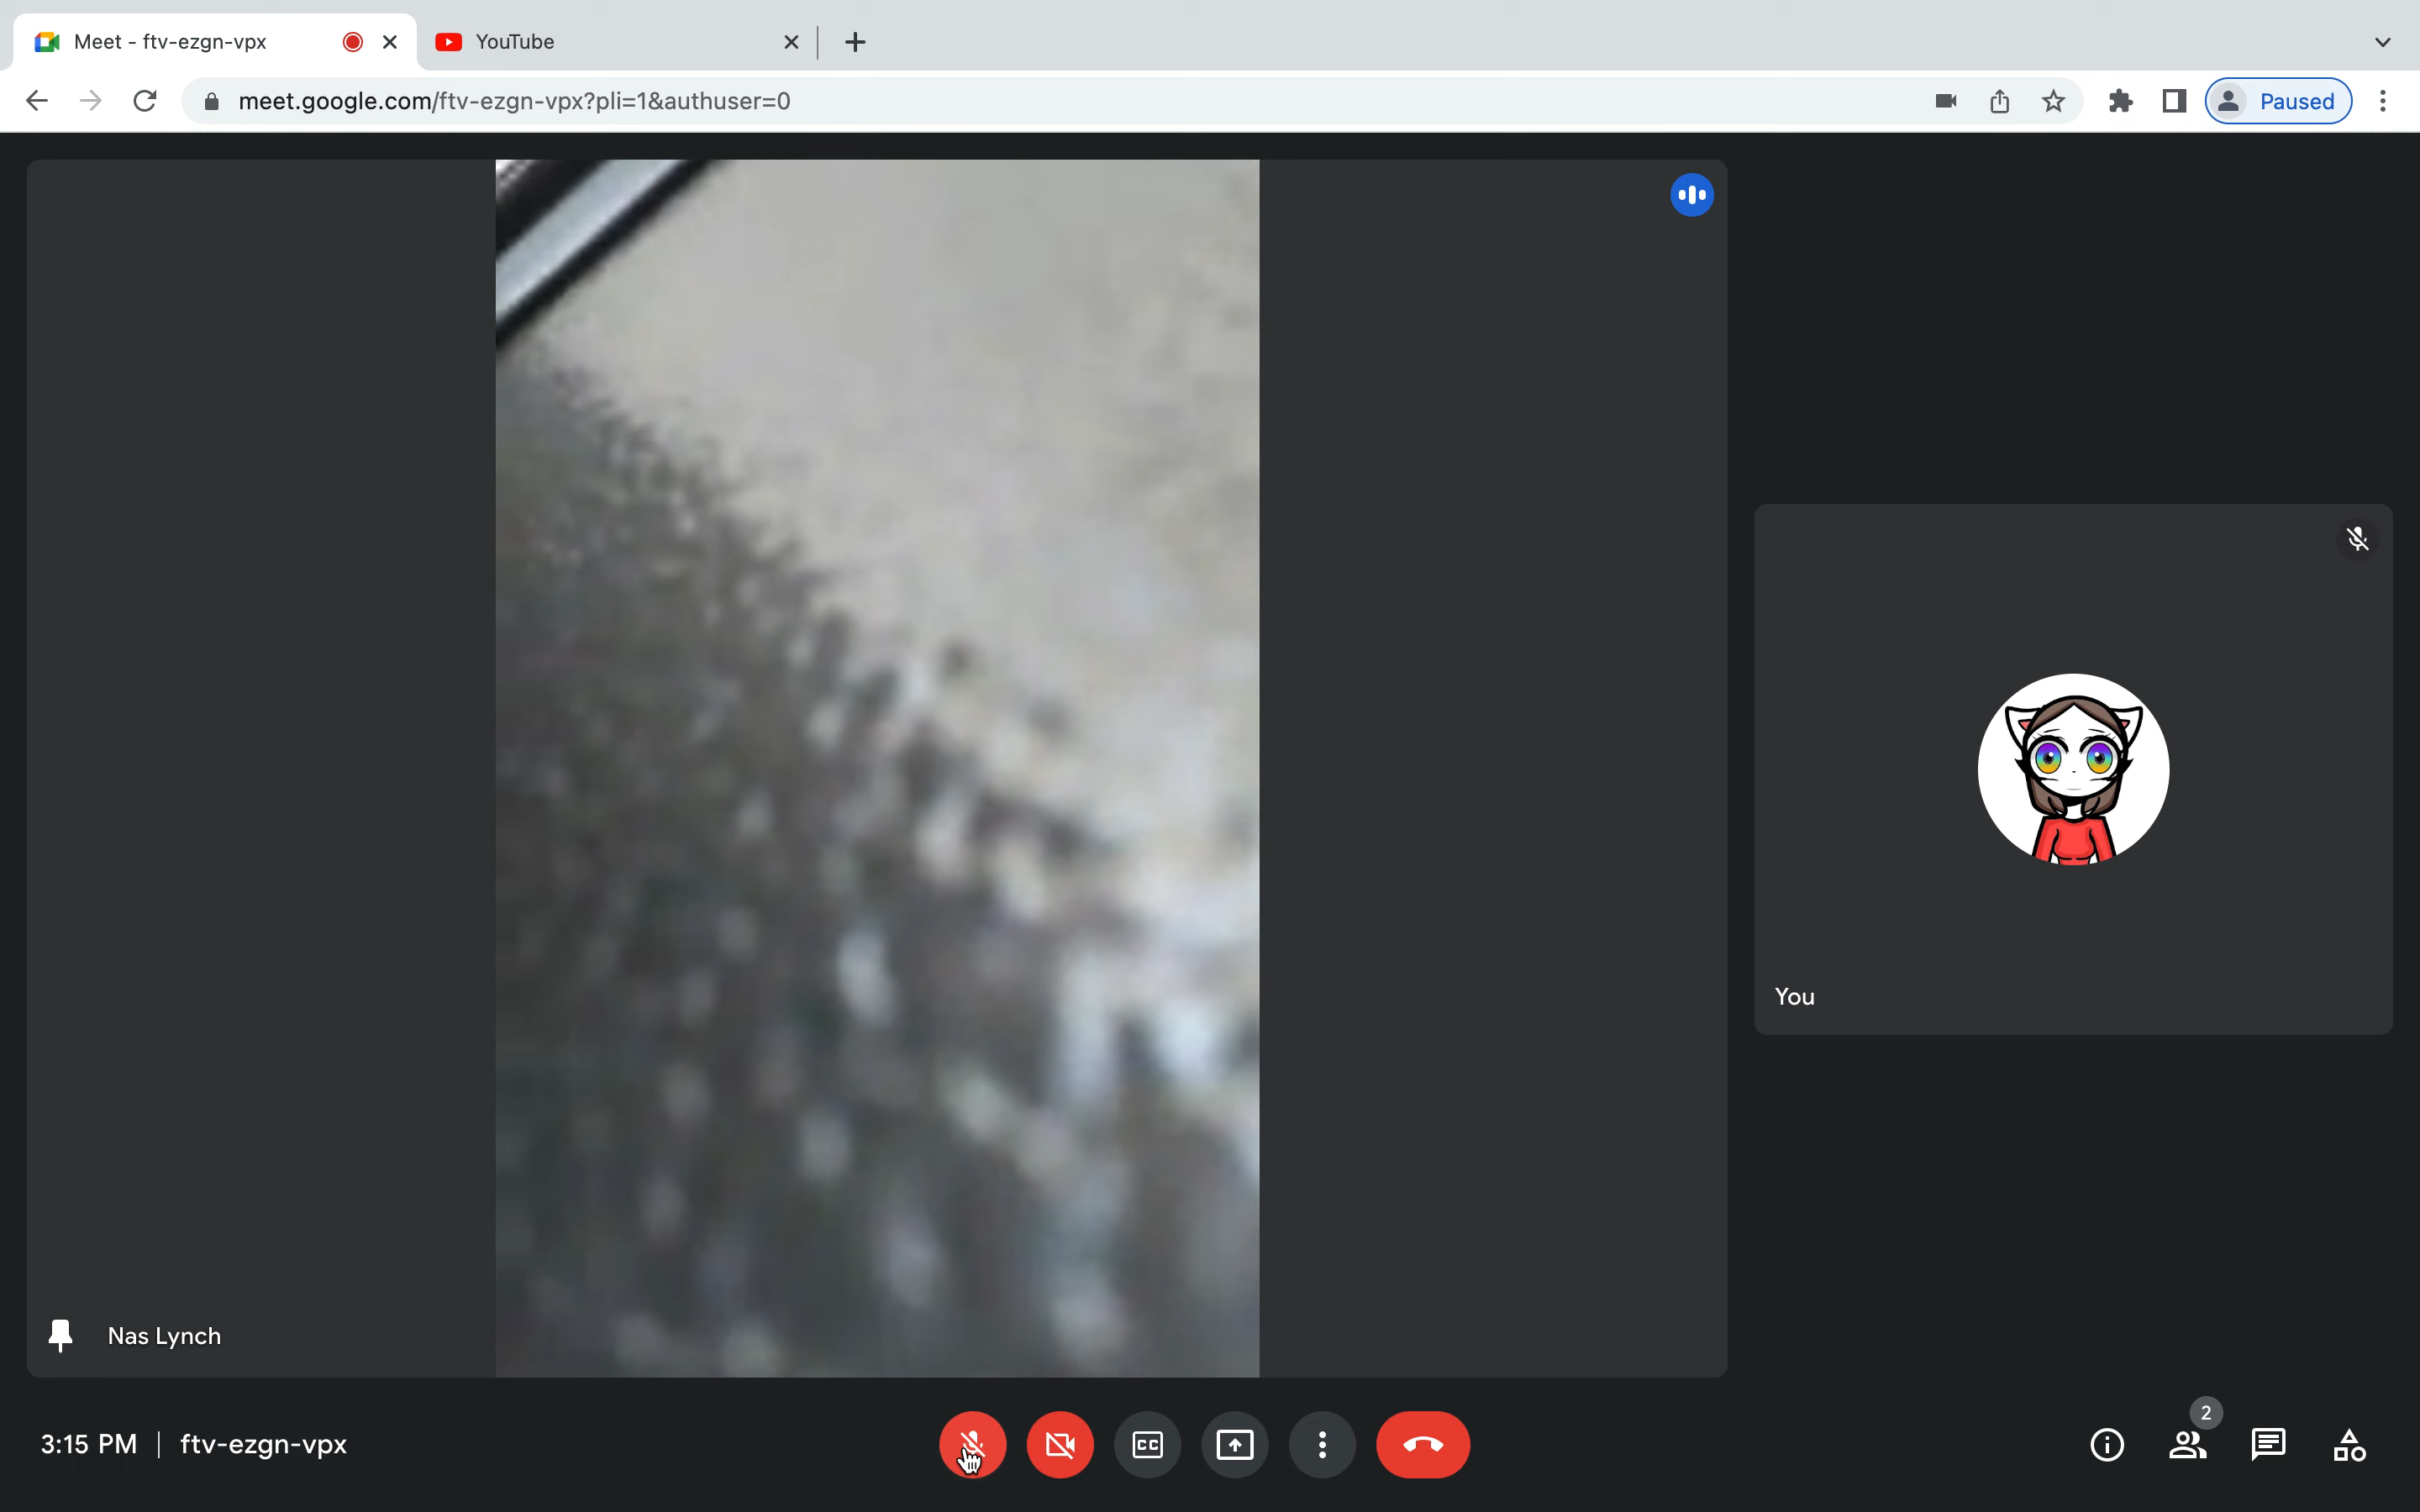 Meet - ftv-ezgn-vpx
YouTube
meet.google.com/ftv-ezgn-vpx?pli=1&authuser=0
Paused
You
Nas Lynch
3:15 PM | ftv-ezgn-vpx
CC
2